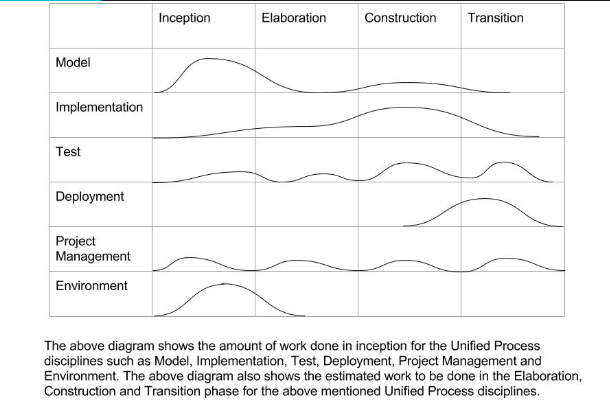 Inception Elaboration Construction Transition
Model
Implementation
Test
Deployment
Project
Management
Environment
The above diagram shows the amount of work done in inception for the Unified Process
disciplines such as Model, Implementation, Test, Deployment, Project Management and
Environment. The above diagram also shows the estimated work to be done in the Elaboration,
Construction and Transition phase for the above mentioned Unified Process disciplines.